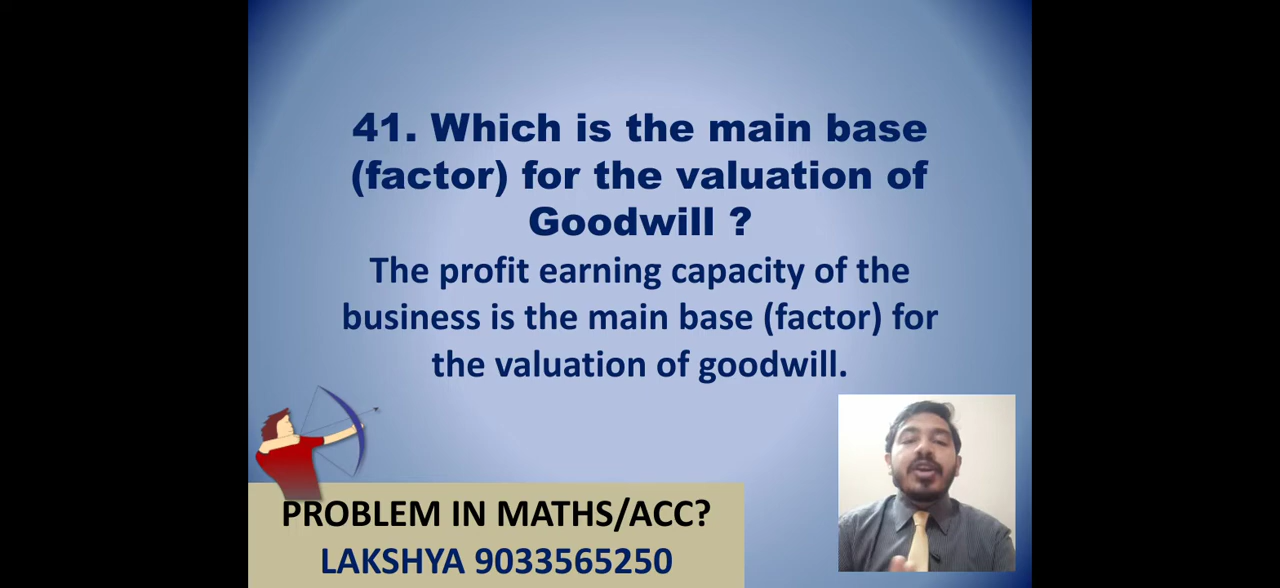 41. Which is the main base
(factor) for the valuation of
Goodwill ?
The profit earning capacity of the
business is the main base (factor) for
the valuation of goodwill.
PROBLEM IN MATHS/ACC?
LAKSHYA 9033565250